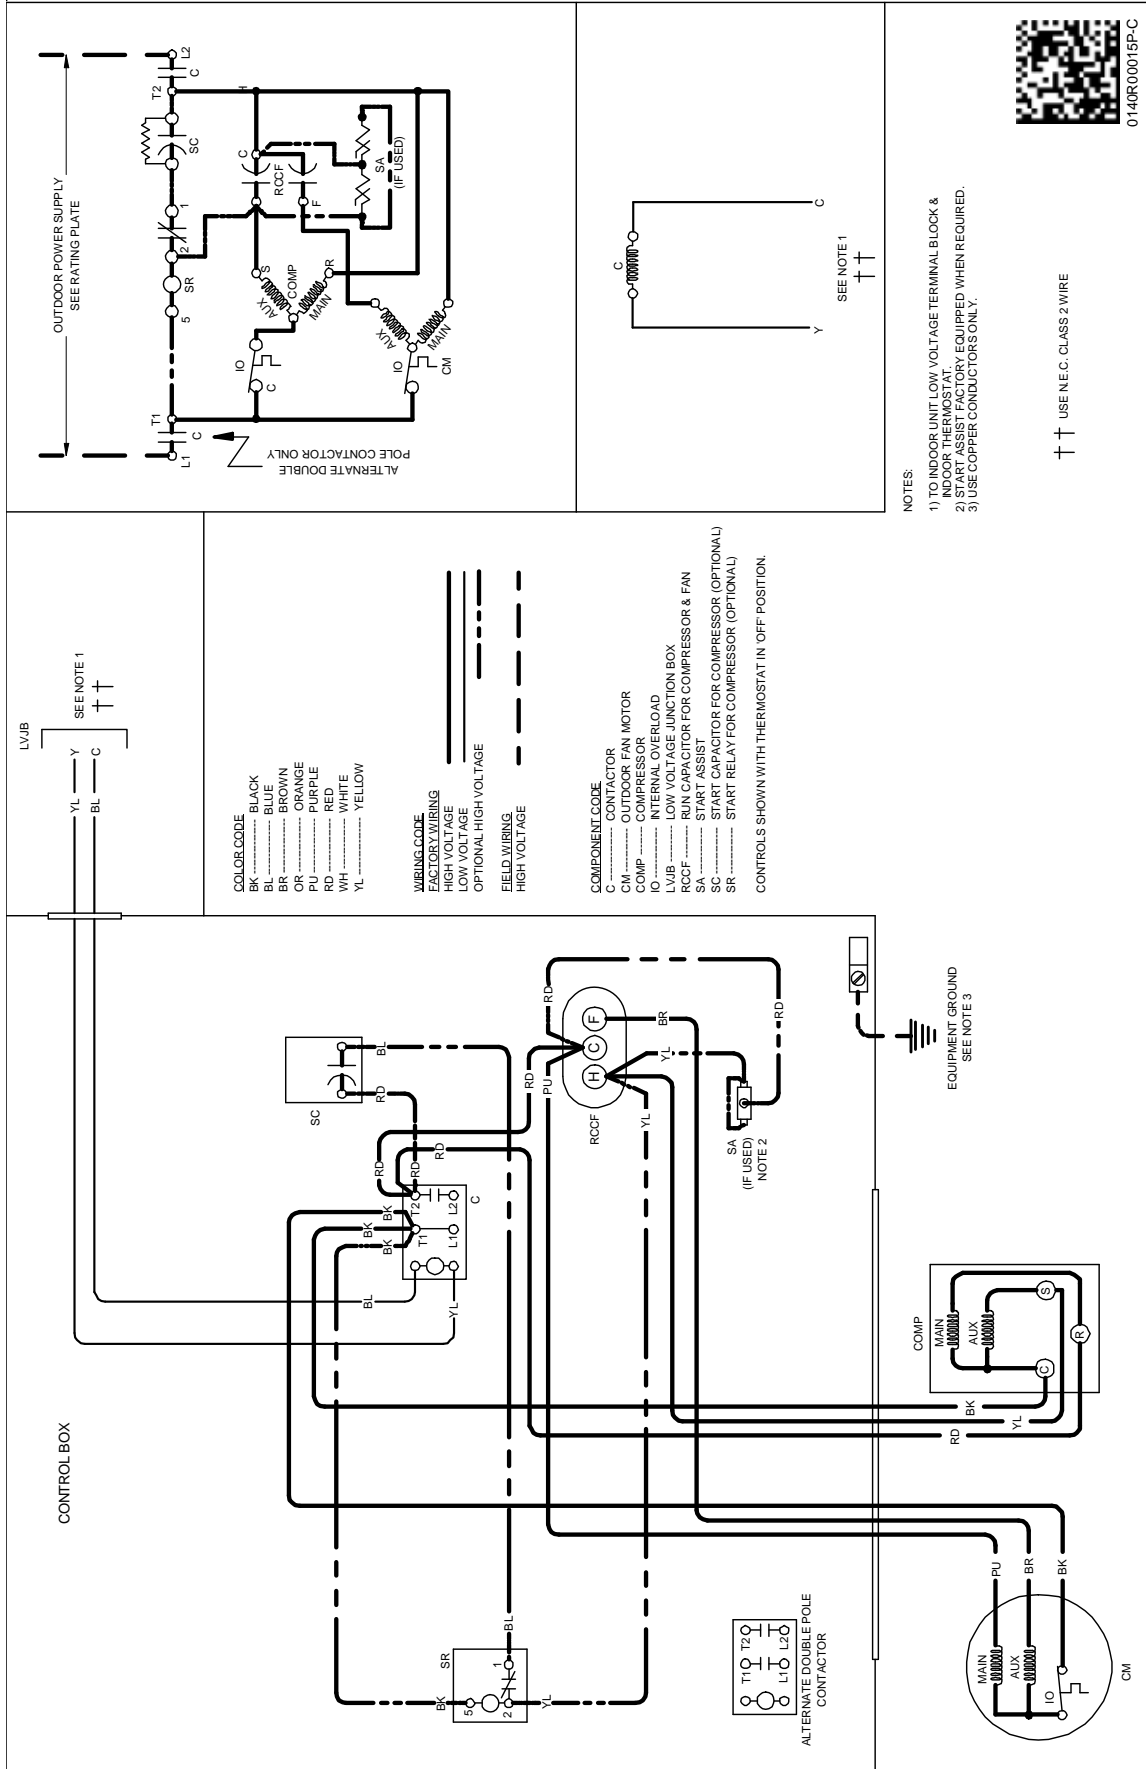 CONTROL BOX
SR
BK
5
2
1
BL
YL
ALTERNATE DOUBLE POLE
CONTACTOR
T1
T2
L1
L2
MAIN
AUX
IO
CM
PU
BR
BK
BL
YL
BK
BK
BK
T1
T2
L1
L2
C
RD
RD
RD
SC
RD
BL
RD
PU
RD
H
C
F
RCCF
YL
YL
BR
RD
SA
(IF USED)
NOTE 2
COMP
MAIN
AUX
C
S
R
BK
YL
RD
EQUIPMENT GROUND
SEE NOTE 3
LVJB
YL
Y
BL
C
SEE NOTE 1
†† 
COLOR CODE
BK ---------- BLACK
BL ---------- BLUE
BR ---------- BROWN
OR ---------- ORANGE
PU ---------- PURPLE
RD ---------- RED
WH ---------- WHITE
YL ---------- YELLOW
WIRING CODE
FACTORY WIRING
HIGH VOLTAGE
LOW VOLTAGE
OPTIONAL HIGH VOLTAGE
FIELD WIRING
HIGH VOLTAGE
COMPONENT CODE
C ---------- CONTACTOR
CM ---------- OUTDOOR FAN MOTOR
COMP ------ COMPRESSOR
IO ---------- INTERNAL OVERLOAD
LVJB -------- LOW VOLTAGE JUNCTION BOX
RCCF ------- RUN CAPACITOR FOR COMPRESSOR & FAN
SA ---------- START ASSIST
SC ---------- START CAPACITOR FOR COMPRESSOR (OPTIONAL)
SR ---------- START RELAY FOR COMPRESSOR (OPTIONAL)
CONTROLS SHOWN WITH THERMOSTAT IN 'OFF' POSITION.
OUTDOOR POWER SUPPLY
SEE RATING PLATE
L1
C
T1
5
SR
2
1
SC
T2
C
L2
ALTERNATE DOUBLE
POLE CONTACTOR ONLY
C
IO
AUX
S
COMP
MAIN
R
C
H
RCCF
F
SA
(IF USED)
IO
AUX
MAIN
CM
C
Y
C
SEE NOTE 1
††
NOTES:
1) TO INDOOR UNIT LOW VOLTAGE TERMINAL BLOCK &
INDOOR THERMOSTAT.
2) START ASSIST FACTORY EQUIPPED WHEN REQUIRED.
3) USE COPPER CONDUCTORS ONLY.
†† USE N.E.C. CLASS 2 WIRE
0140R00015P-C